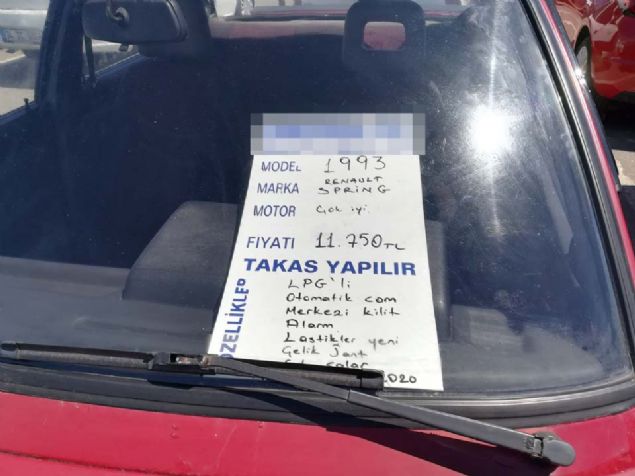 MODEL 1993
MARKA RENAULT SPRING
MOTOR Çok iyi
FİYATI 11.750 TL
TAKAS YAPILIR
ÖZELLİKLER
LPG'li
Otomatik cam
Merkezi kilit
Alarm
Lastikler yeni
Çelik Jant
2020